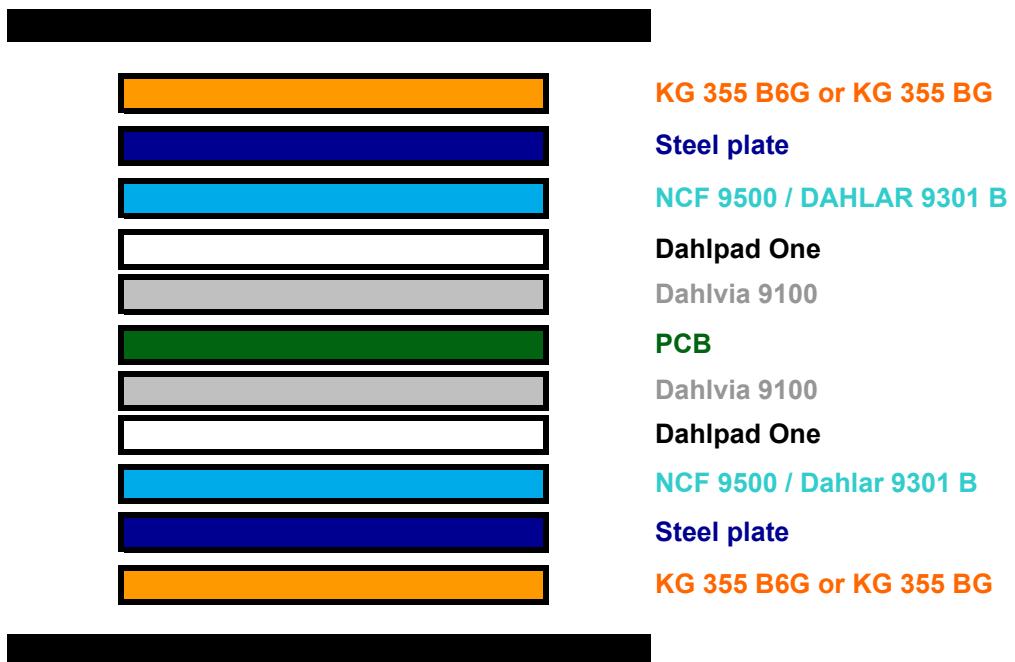 KG 355 B6G or KG 355 BG
Steel plate
NCF 9500 / DAHLAR 9301 B
Dahlpad One
Dahlvia 9100
PCB
Dahlvia 9100
Dahlpad One
NCF 9500 / Dahlar 9301 B
Steel plate
KG 355 B6G or KG 355 BG